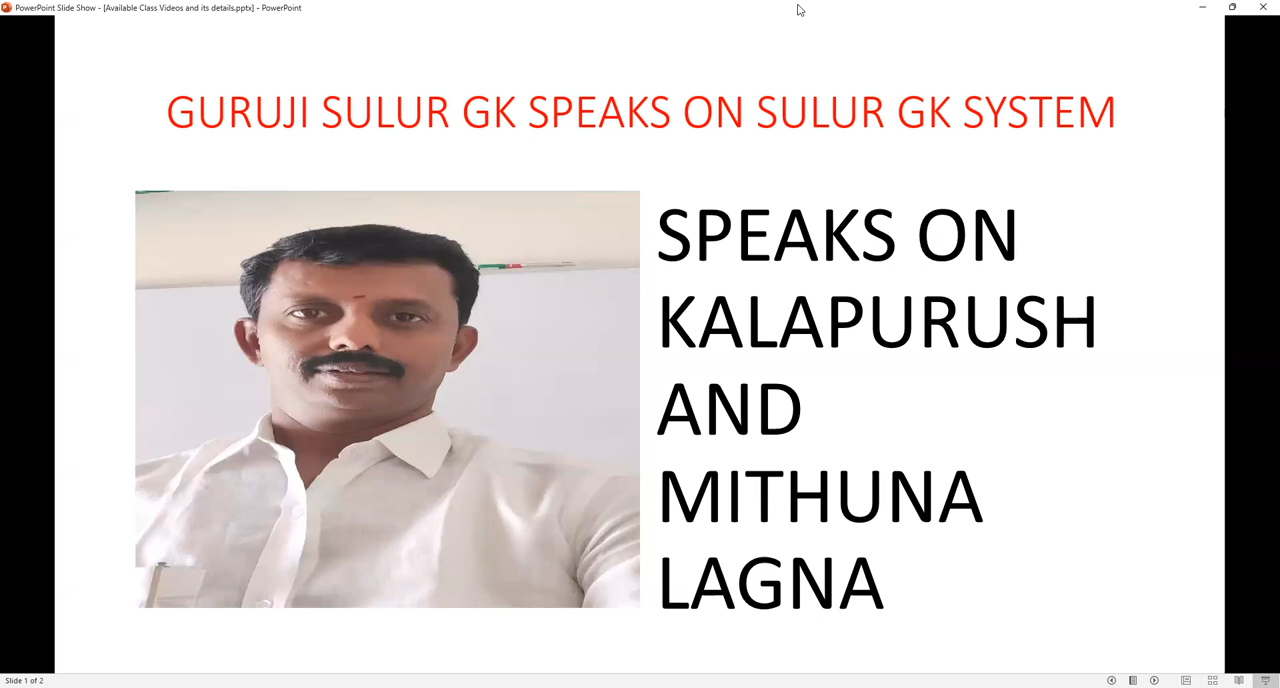 PowerPoint Slide Show - [Available Class Videos and its details.pptx] - PowerPoint
GURUJI SULUR GK SPEAKS ON SULUR GK SYSTEM
SPEAKS ON
KALAPURUSH
AND
MITHUNA
LAGNA
Slide 1 of 2